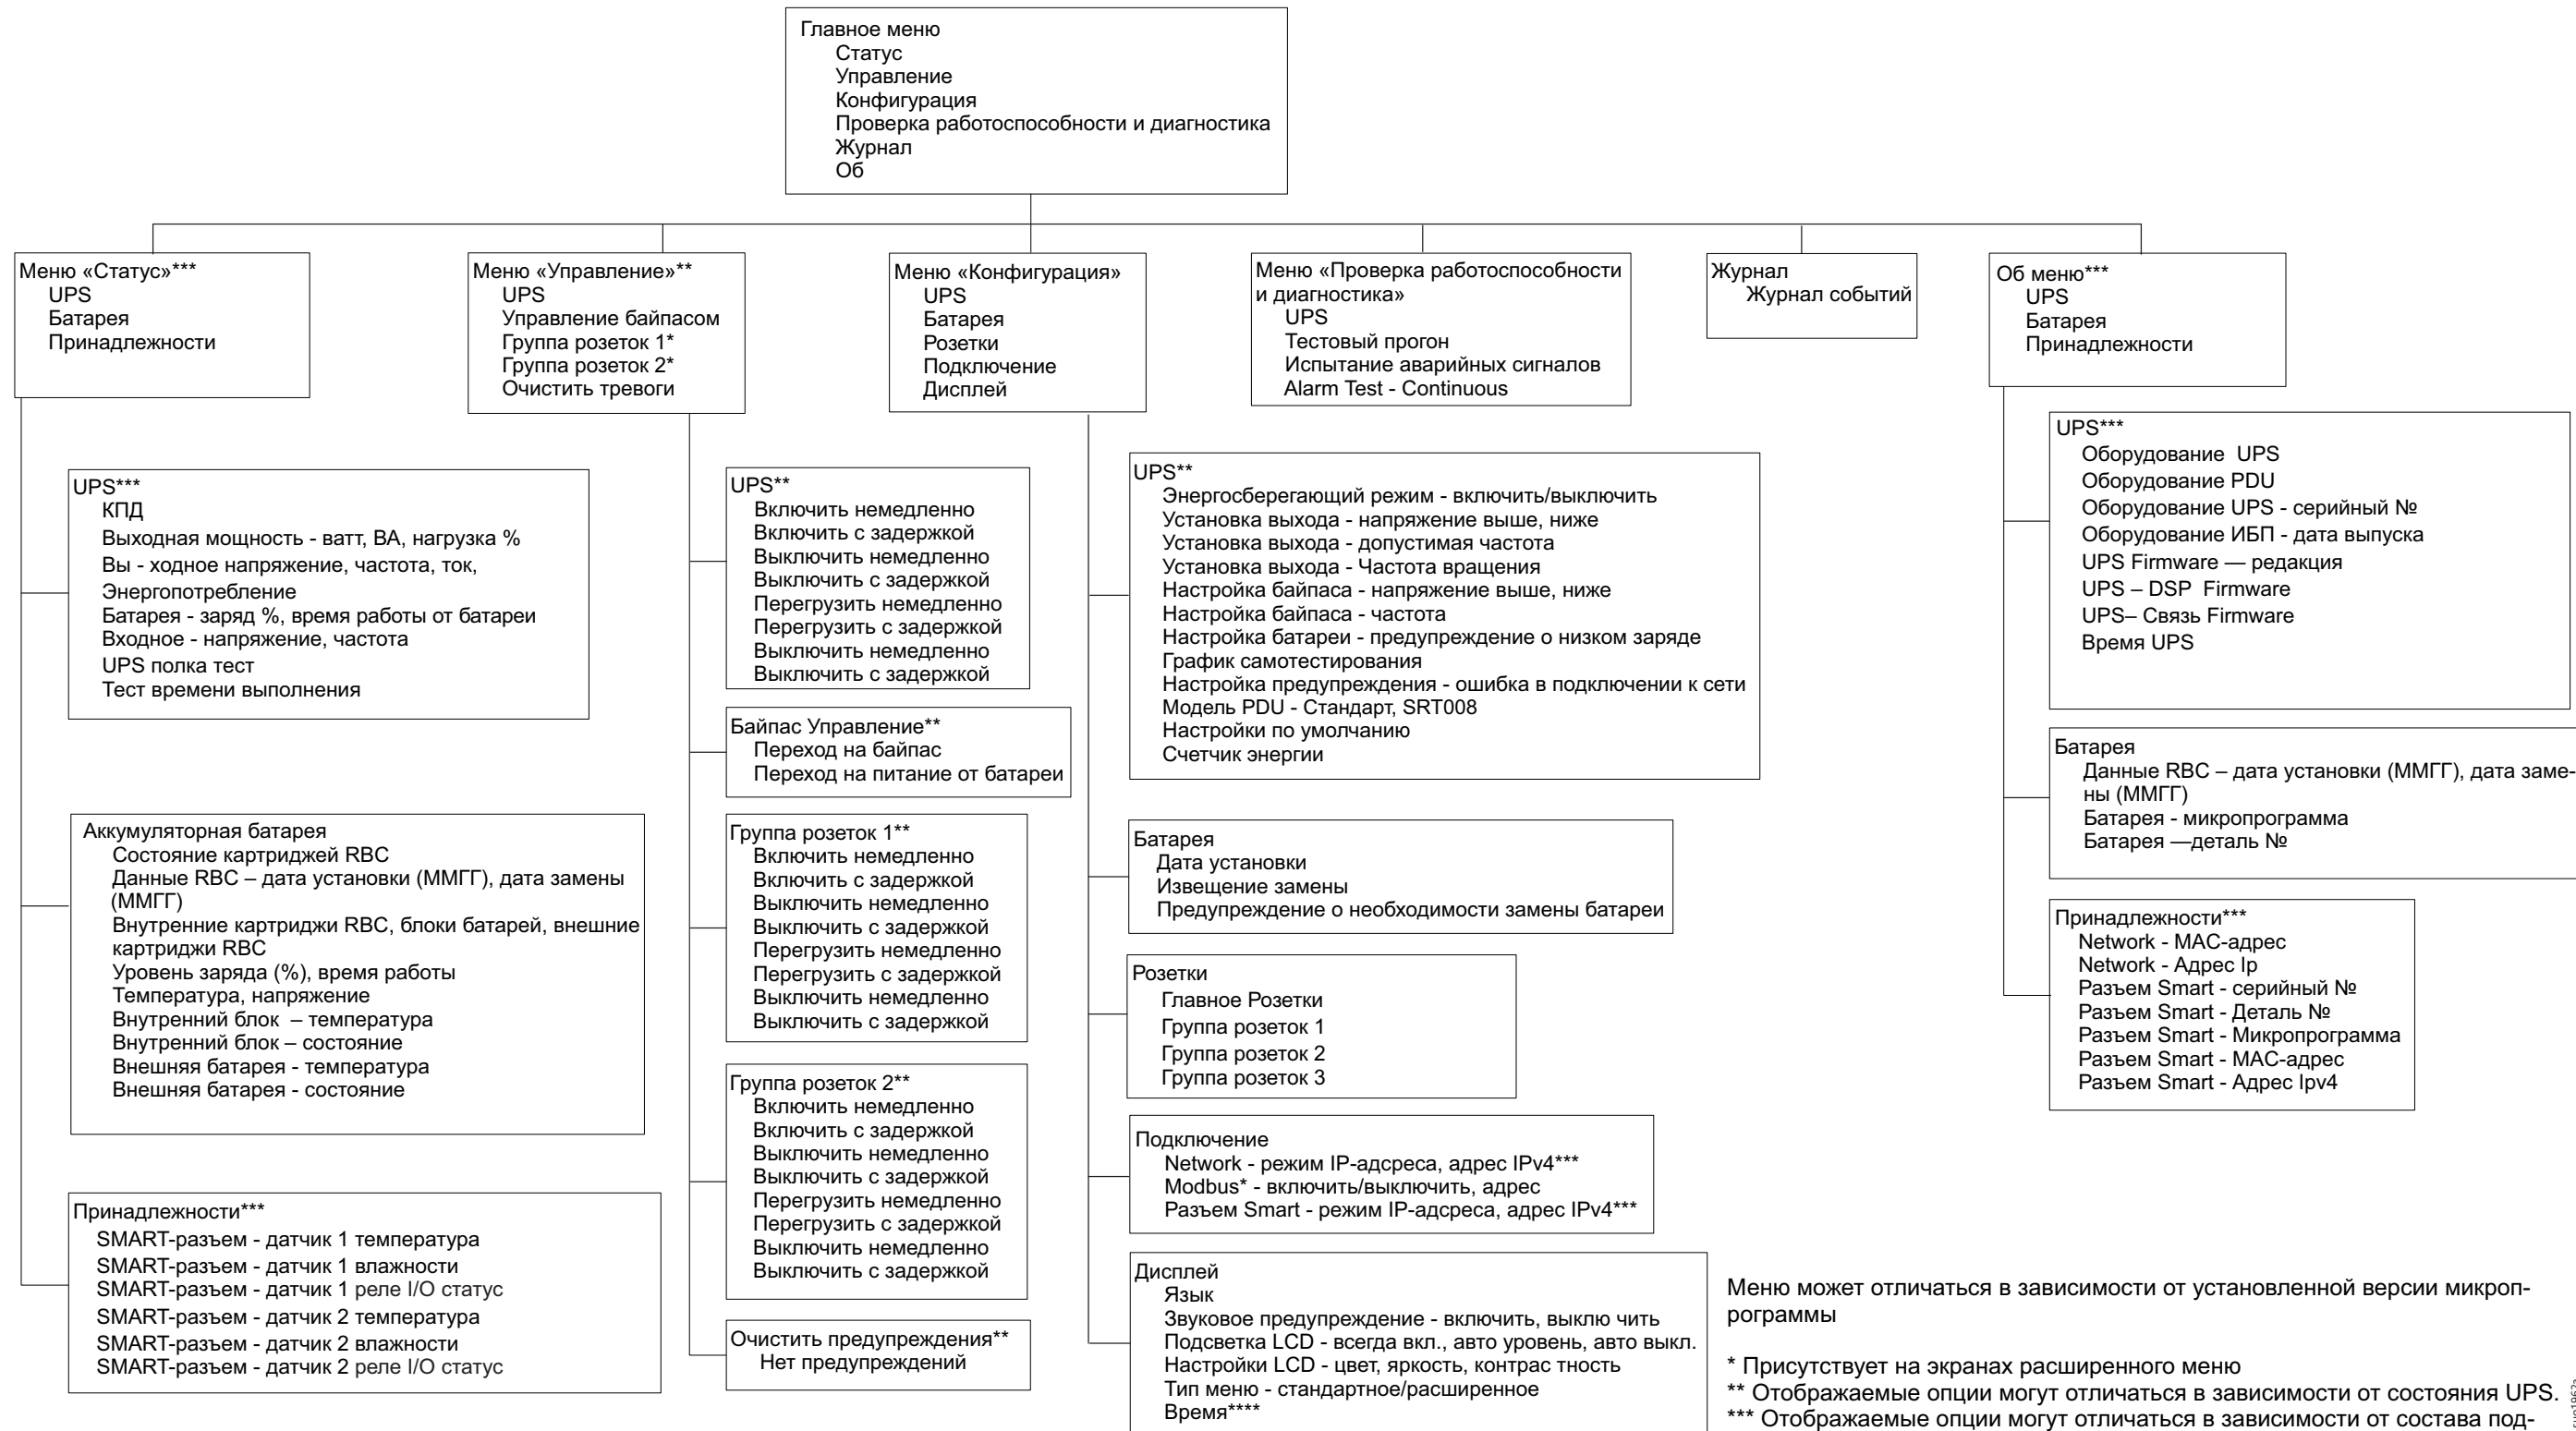 Главное меню
Статус
Управление
Конфигурация
Проверка работоспособности и диагностика
Журнал
Об
Меню «Статус»***
UPS
Батарея
Принадлежности
Меню «Управление»**
UPS
Управление байпасом
Группа розеток 1*
Группа розеток 2*
Очистить тревоги
Меню «Конфигурация»
UPS
Батарея
Розетки
Подключение
Дисплей
Меню «Проверка работоспособности
и диагностика»
UPS
Тестовый прогон
Испытание аварийных сигналов
Alarm Test - Continuous
Журнал
Журнал событий
Об меню***
UPS
Батарея
Принадлежности
UPS***
КПД
Выходная мощность - ватт, ВА, нагрузка %
Вы - ходное напряжение, частота, ток,
Энергопотребление
Батарея - заряд %, время работы от батареи
Входное - напряжение, частота
UPS полка тест
Тест времени выполнения
Аккумуляторная батарея
Состояние картриджей RBC
Данные RBC – дата установки (ММГГ), дата замены
(ММГГ)
Внутренние картриджи RBC, блоки батарей, внешние
картриджи RBC
Уровень заряда (%), время работы
Температура, напряжение
Внутренний блок – температура
Внутренний блок – состояние
Внешняя батарея - температура
Внешняя батарея - состояние
Принадлежности***
SMART-разъем - датчик 1 температура
SMART-разъем - датчик 1 влажности
SMART-разъем - датчик 1 реле I/O статус
SMART-разъем - датчик 2 температура
SMART-разъем - датчик 2 влажности
SMART-разъем - датчик 2 реле I/O статус
UPS**
Включить немедленно
Включить с задержкой
Выключить немедленно
Выключить с задержкой
Перегрузить немедленно
Перегрузить с задержкой
Выключить немедленно
Выключить с задержкой
Байпас Управление**
Переход на байпас
Переход на питание от батареи
Группа розеток 1**
Включить немедленно
Включить с задержкой
Выключить немедленно
Выключить с задержкой
Перегрузить немедленно
Перегрузить с задержкой
Выключить немедленно
Выключить с задержкой
Группа розеток 2**
Включить немедленно
Включить с задержкой
Выключить немедленно
Выключить с задержкой
Перегрузить немедленно
Перегрузить с задержкой
Выключить немедленно
Выключить с задержкой
Очистить предупреждения**
Нет предупреждений
UPS**
Энергосберегающий режим - включить/выключить
Установка выхода - напряжение выше, ниже
Установка выхода - допустимая частота
Установка выхода - Частота вращения
Настройка байпаса - напряжение выше, ниже
Настройка байпаса - частота
Настройка батареи - предупреждение о низком заряде
График самотестирования
Настройка предупреждения - ошибка в подключении к сети
Модель PDU - Стандарт, SRT008
Настройки по умолчанию
Счетчик энергии
Батарея
Дата установки
Извещение замены
Предупреждение о необходимости замены батареи
Розетки
Главное Розетки
Группа розеток 1
Группа розеток 2
Группа розеток 3
Подключение
Network - режим IP-адсреса, адрес IPv4***
Modbus* - включить/выключить, адрес
Разъем Smart - режим IP-адсреса, адрес IPv4***
Дисплей
Язык
Звуковое предупреждение - включить, выклю чить
Подсветка LCD - всегда вкл., авто уровень, авто выкл.
Настройки LCD - цвет, яркость, контрас тность
Тип меню - стандартное/расширенное
Время****
UPS***
Оборудование UPS
Оборудование PDU
Оборудование UPS - серийный №
Оборудование ИБП - дата выпуска
UPS Firmware — редакция
UPS – DSP Firmware
UPS– Связь Firmware
Время UPS
Батарея
Данные RBC – дата установки (ММГГ), дата заме-
ны (ММГГ)
Батарея - микропрограмма
Батарея —деталь №
Принадлежности***
Network - MAC-адрес
Network - Адрес Ip
Разъем Smart - серийный №
Разъем Smart - Деталь №
Разъем Smart - Микропрограмма
Разъем Smart - MAC-адрес
Разъем Smart - Адрес Ipv4
Меню может отличаться в зависимости от установленной версии микроп-
рограммы
* Присутствует на экранах расширенного меню
** Отображаемые опции могут отличаться в зависимости от состояния UPS.
*** Отображаемые опции могут отличаться в зависимости от состава под-